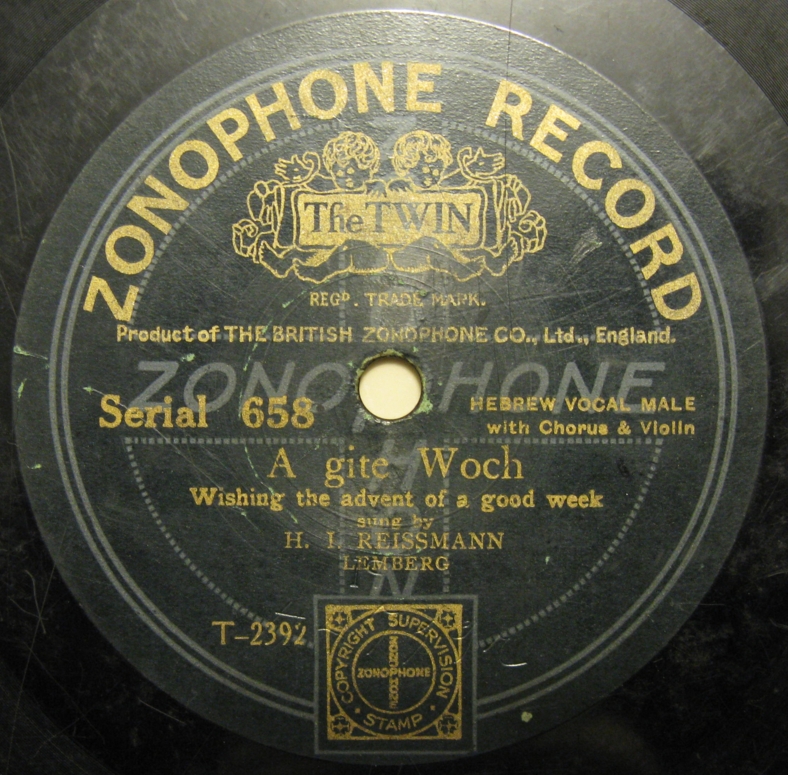 ZONOPHONE RECORD
The TWIN
REGD. TRADE MARK.
Product of THE BRITISH ZONOPHONE CO., Ltd., England.
ZONOPHONE
Serial 658
HEBREW VOCAL MALE
with Chorus & Violin
A gite Woch
Wishing the advent of a good week
sung by
H. I. REISSMANN
LEMBERG
T-2392
COPYRIGHT SUPERVISION
ZONOPHONE
· STAMP ·